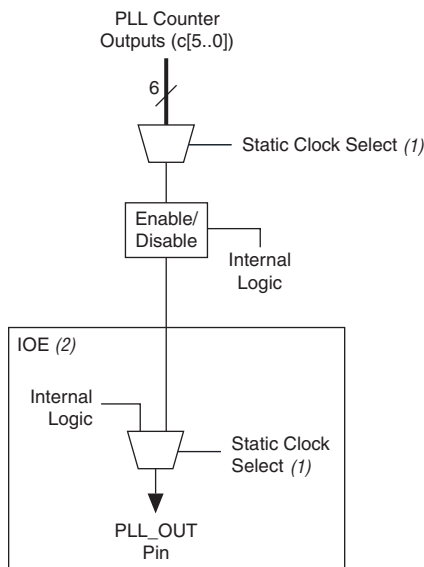 PLL Counter
Outputs (c[5..0])
6
Static Clock Select (1)
Enable/
Disable
Internal
Logic
IOE (2)
Internal
Logic
Static Clock
Select (1)
PLL_OUT
Pin